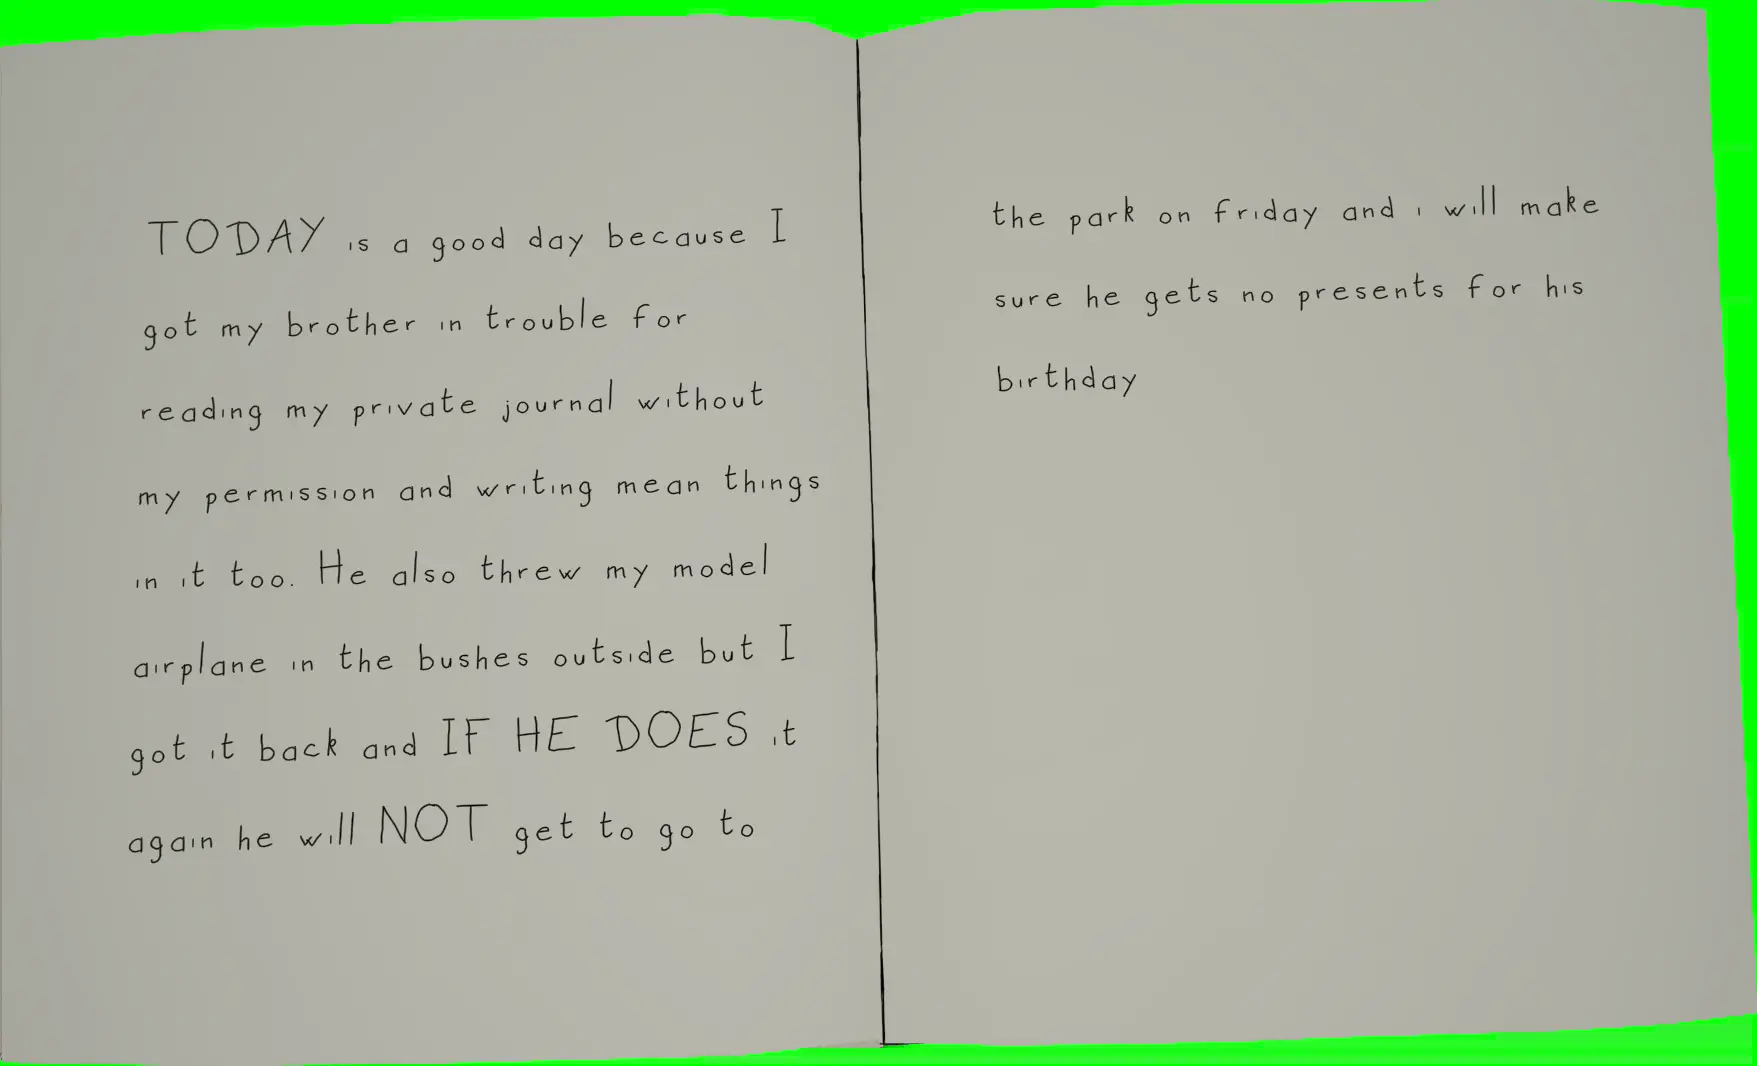 TODAY is a good day because I
got my brother in trouble for
reading my private journal without
my permission and writing mean things
in it too. He also threw my model
airplane in the bushes outside but I
got it back and IF HE DOES it
again he will NOT get to go to
the park on friday and i will make
sure he gets no presents for his
birthday